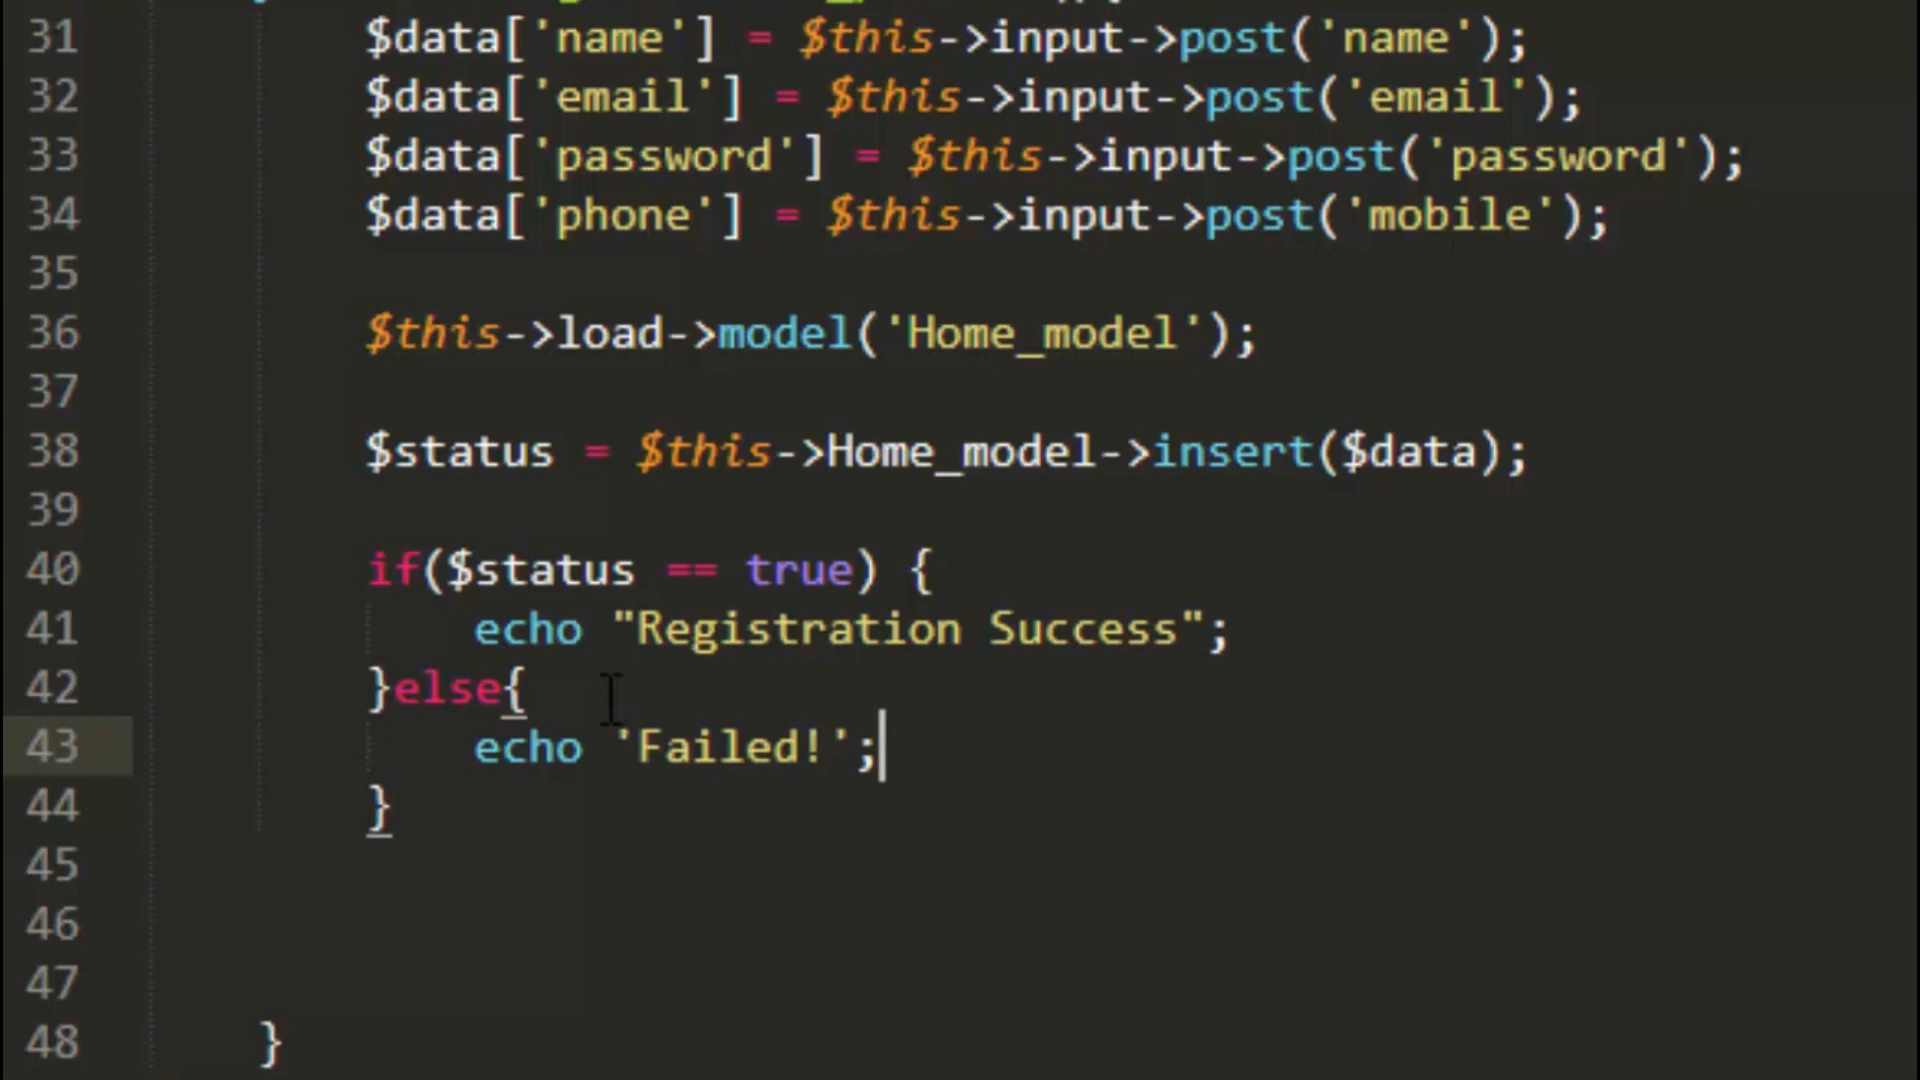 31 $data['name'] = $this->input->post('name');
32 $data['email'] = $this->input->post('email');
33 $data['password'] = $this->input->post('password');
34 $data['phone'] = $this->input->post('mobile');
35
36 $this->load->model('Home_model');
37
38 $status = $this->Home_model->insert($data);
39
40 if($status == true) {
41 echo "Registration Success";
42 }else{
43 echo 'Failed!';
44 }
45
46
47
48 }